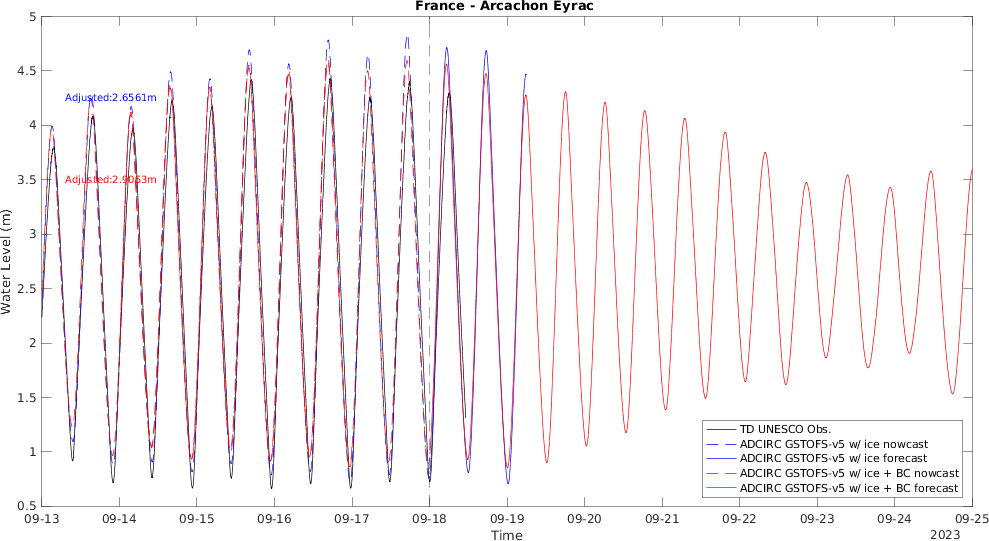 France - Arcachon Eyrac
Water Level (m)
5
4.5
4
3.5
3
2.5
2
1.5
1
0.5
Adjusted:2.6561m
Adjusted:2.9063m
TD UNESCO Obs.
ADCIRC GSTOFS-v5 w/ ice nowcast
ADCIRC GSTOFS-v5 w/ ice forecast
ADCIRC GSTOFS-v5 w/ ice + BC nowcast
ADCIRC GSTOFS-v5 w/ ice + BC forecast
09-13 09-14 09-15 09-16 09-17 09-18 09-19 09-20 09-21 09-22 09-23 09-24 09-25
Time
2023